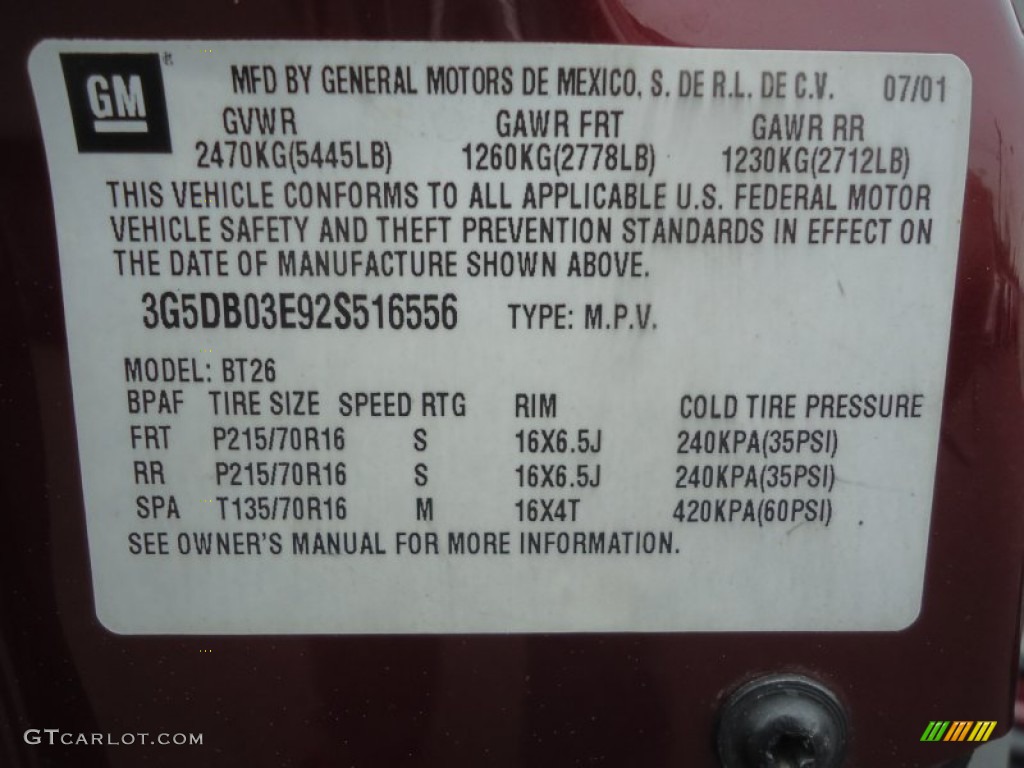 GM ® MFD BY GENERAL MOTORS DE MEXICO, S. DE R.L. DE C.V. 07/01
GVWR GAWR FRT GAWR RR
2470KG(5445LB) 1260KG(2778LB) 1230KG(2712LB)
THIS VEHICLE CONFORMS TO ALL APPLICABLE U.S. FEDERAL MOTOR
VEHICLE SAFETY AND THEFT PREVENTION STANDARDS IN EFFECT ON
THE DATE OF MANUFACTURE SHOWN ABOVE.
3G5DB03E92S516556 TYPE: M.P.V.
MODEL: BT26
BPAF TIRE SIZE SPEED RTG RIM COLD TIRE PRESSURE
FRT P215/70R16 S 16X6.5J 240KPA(35PSI)
RR P215/70R16 S 16X6.5J 240KPA(35PSI)
SPA T135/70R16 M 16X4T 420KPA(60PSI)
SEE OWNER'S MANUAL FOR MORE INFORMATION.
GTCARLOT.COM